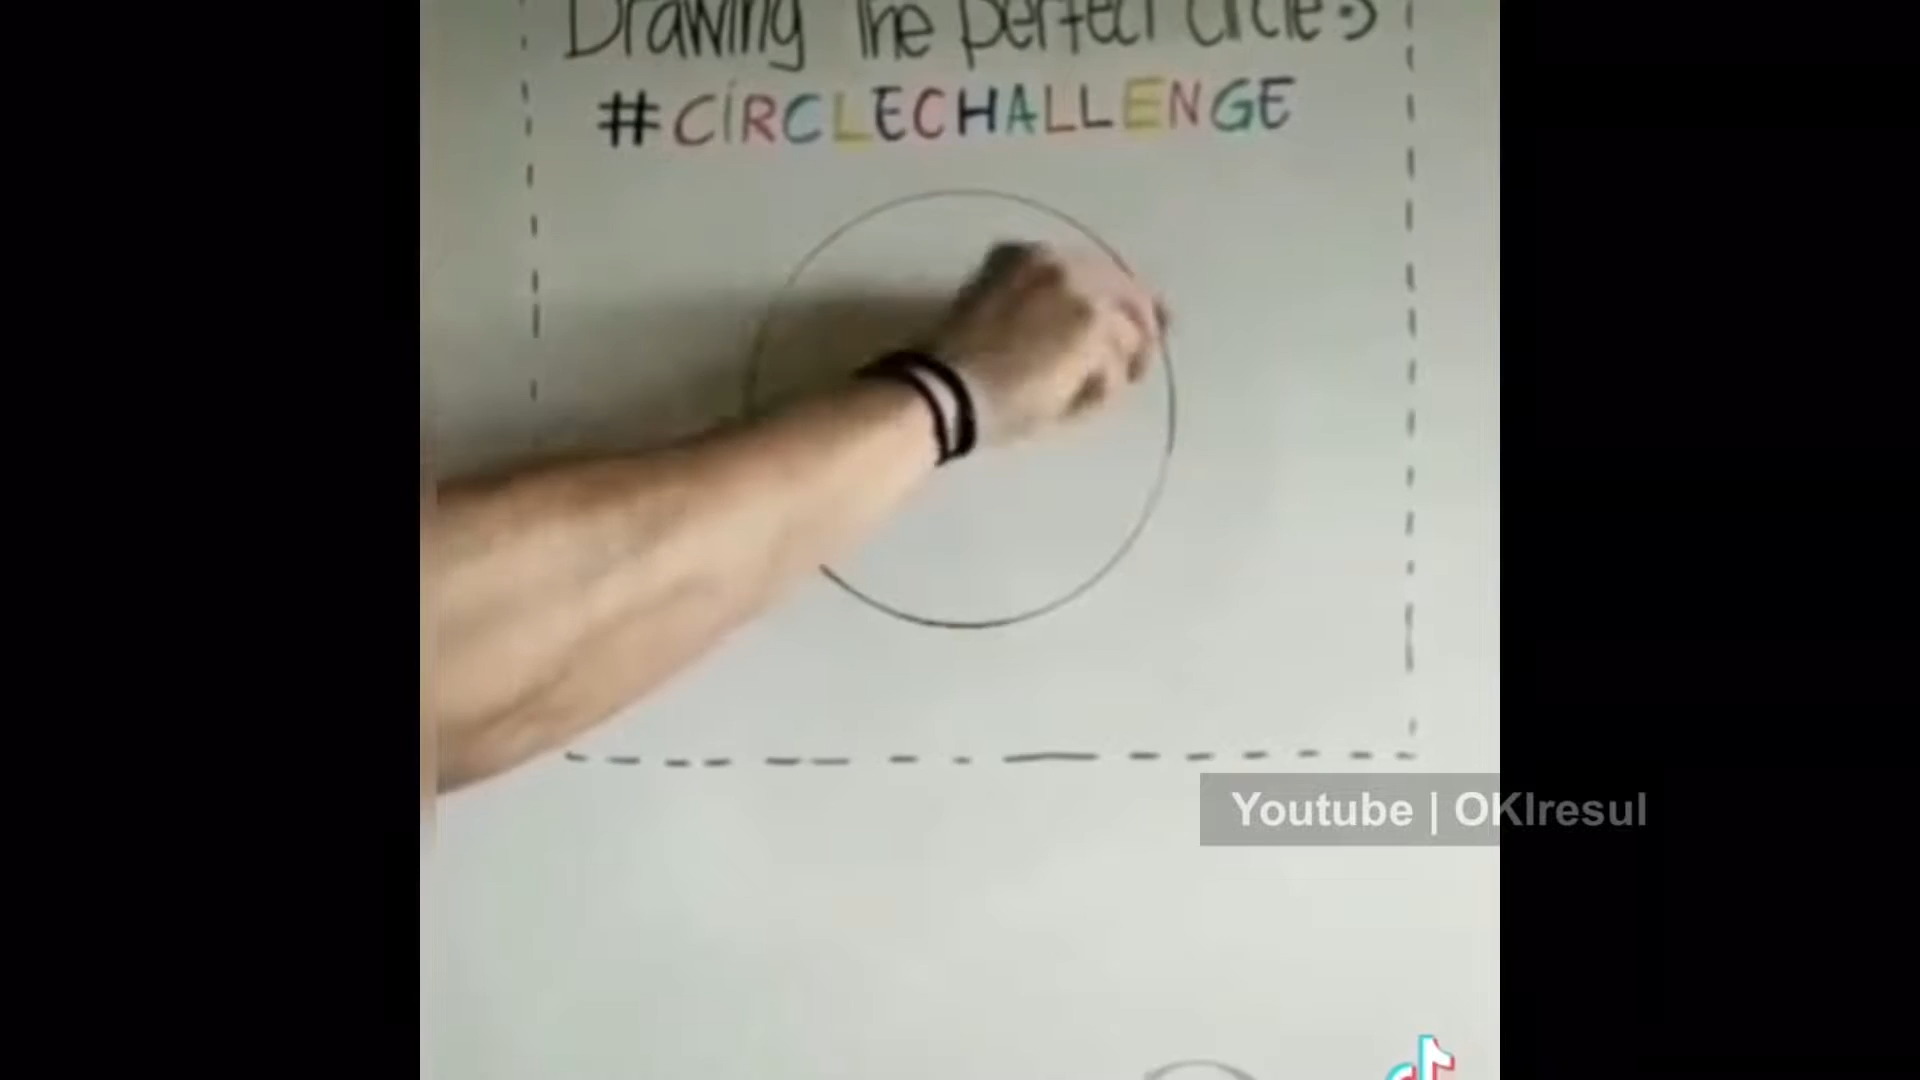 Drawing the perfect circle :)
#CIRCLECHALLENGE
Youtube | OKIresul